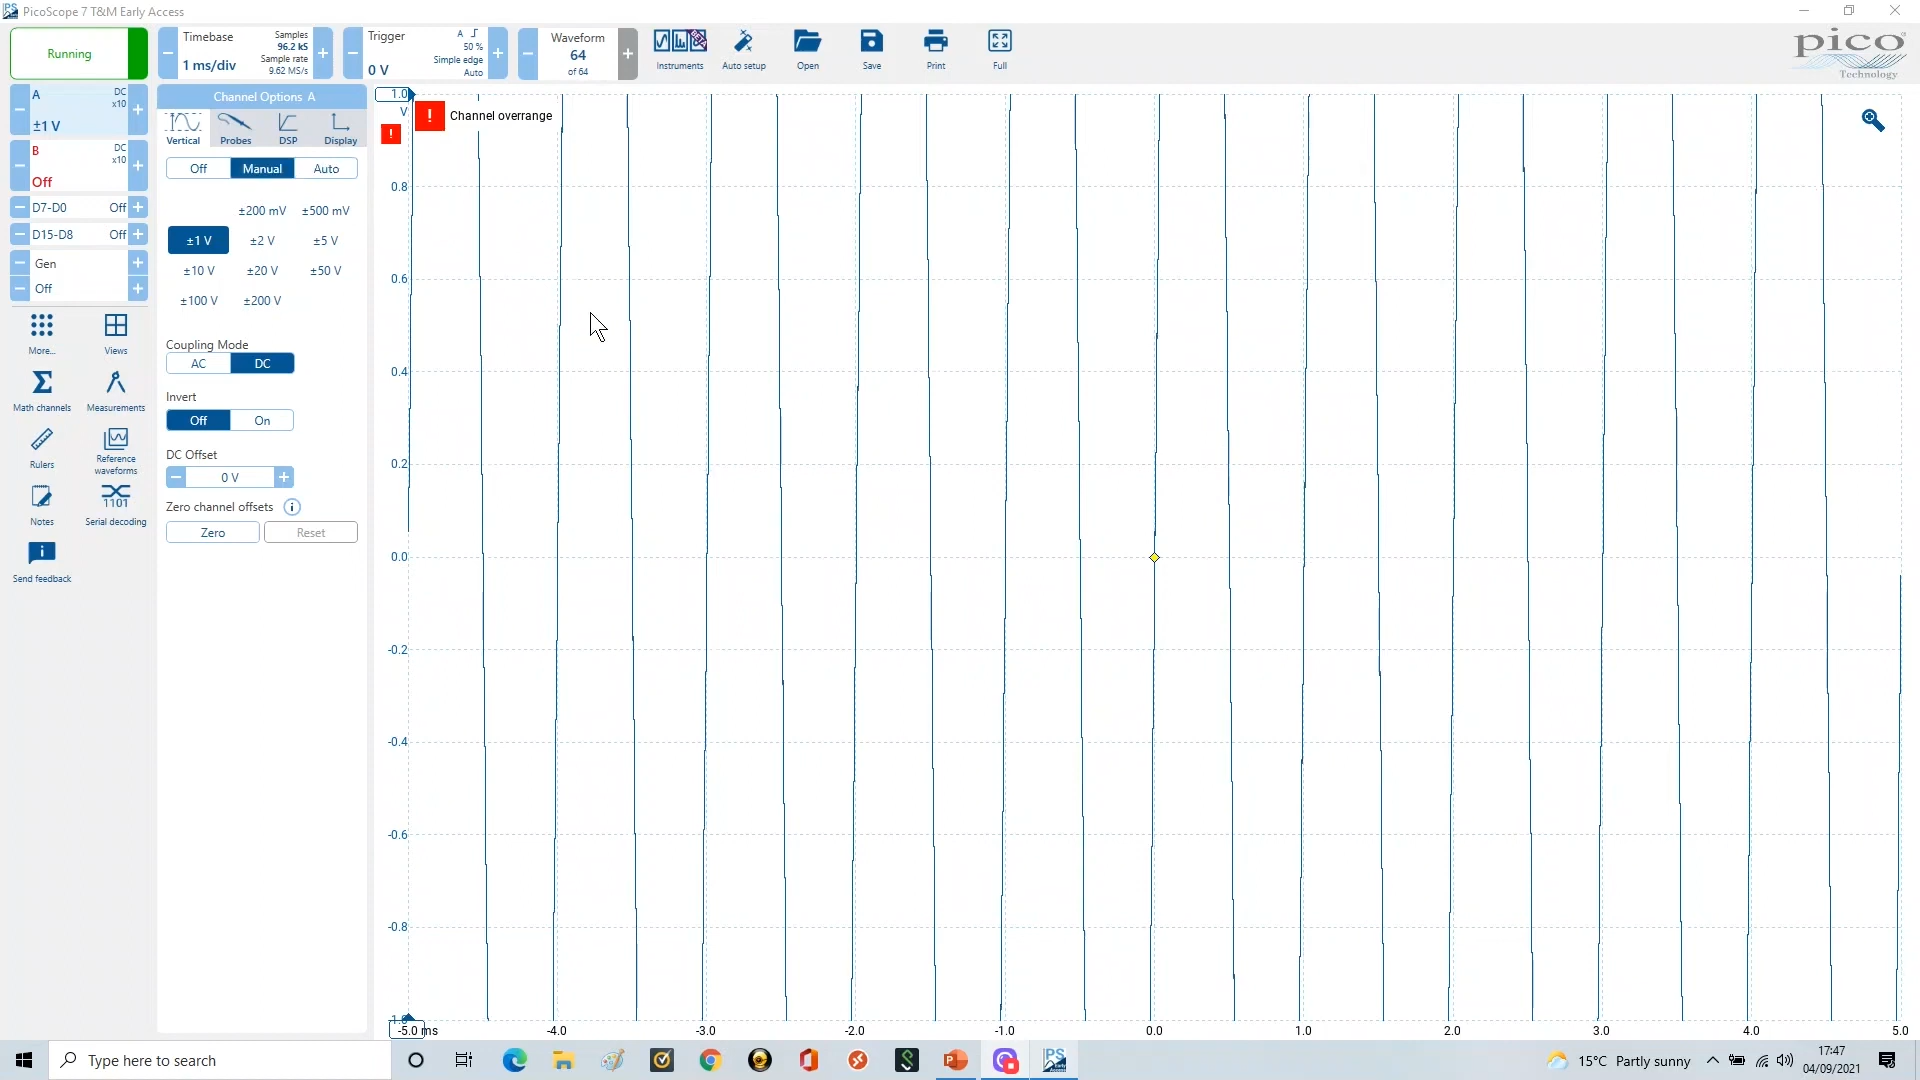 PicoScope 7 T&M Early Access
Running
Timebase
1 ms/div
Samples
96.2 kS
Sample rate
9.62 MS/s
Trigger
0 V
A
50 %
Simple edge
Auto
Waveform
64
of 64
Instruments
Auto setup
Open
Save
Print
Full
pico
Technology
A
DC
x10
±1 V
B
DC
x10
Off
D7-D0 Off
D15-D8 Off
Gen
Off
More...
Views
Math channels
Measurements
Rulers
Reference
waveforms
Notes
1101
Serial decoding
Send feedback
Channel Options A
Vertical Probes DSP Display
Off Manual Auto
±200 mV ±500 mV
±1 V ±2 V ±5 V
±10 V ±20 V ±50 V
±100 V ±200 V
Coupling Mode
AC DC
Invert
Off On
DC Offset
0 V
Zero channel offsets
Zero Reset
1.0
V
! Channel overrange
!
0.8
0.6
0.4
0.2
0.0
-0.2
-0.4
-0.6
-0.8
-1.0
-5.0 ms -4.0 -3.0 -2.0 -1.0 0.0 1.0 2.0 3.0 4.0 5.0
Type here to search
15°C Partly sunny
17:47
04/09/2021